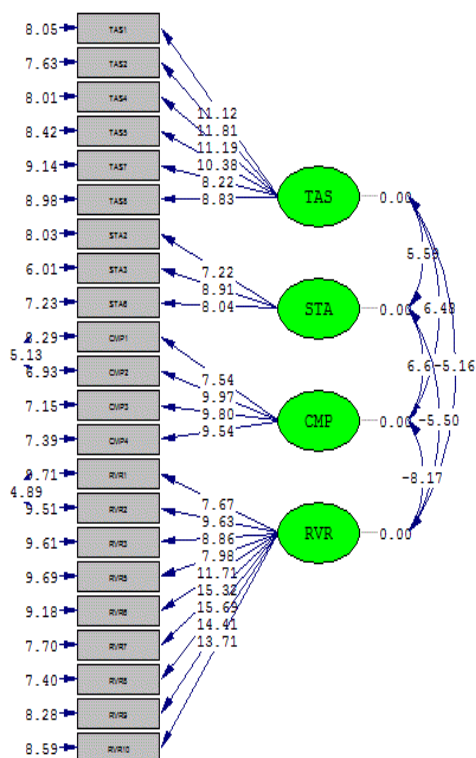 8.05 TAS1
7.63 TAS2
8.01 TAS4
11.12
8.42 TAS5
11.81
11.19
9.14 TAS7
10.38
8.22
8.98 TAS8
8.83
TAS
0.00
8.03 STA2
5.59
6.01 STA3
7.22
8.91
7.23 STA6
8.04
STA
0.00
6.48
8.29 CMP1
5.13
7.54
6.93 CMP2
9.97
6.6
-5.16
7.15 CMP3
9.80
7.39 CMP4
9.54
CMP
0.00
-5.50
9.71 RVR1
4.89
7.67
-8.17
9.51 RVR2
9.63
9.61 RVR3
8.86
7.98
RVR
0.00
9.69 RVR5
11.71
15.32
9.18 RVR6
15.69
14.41
7.70 RVR7
13.71
7.40 RVR8
8.28 RVR9
8.59 RVR10